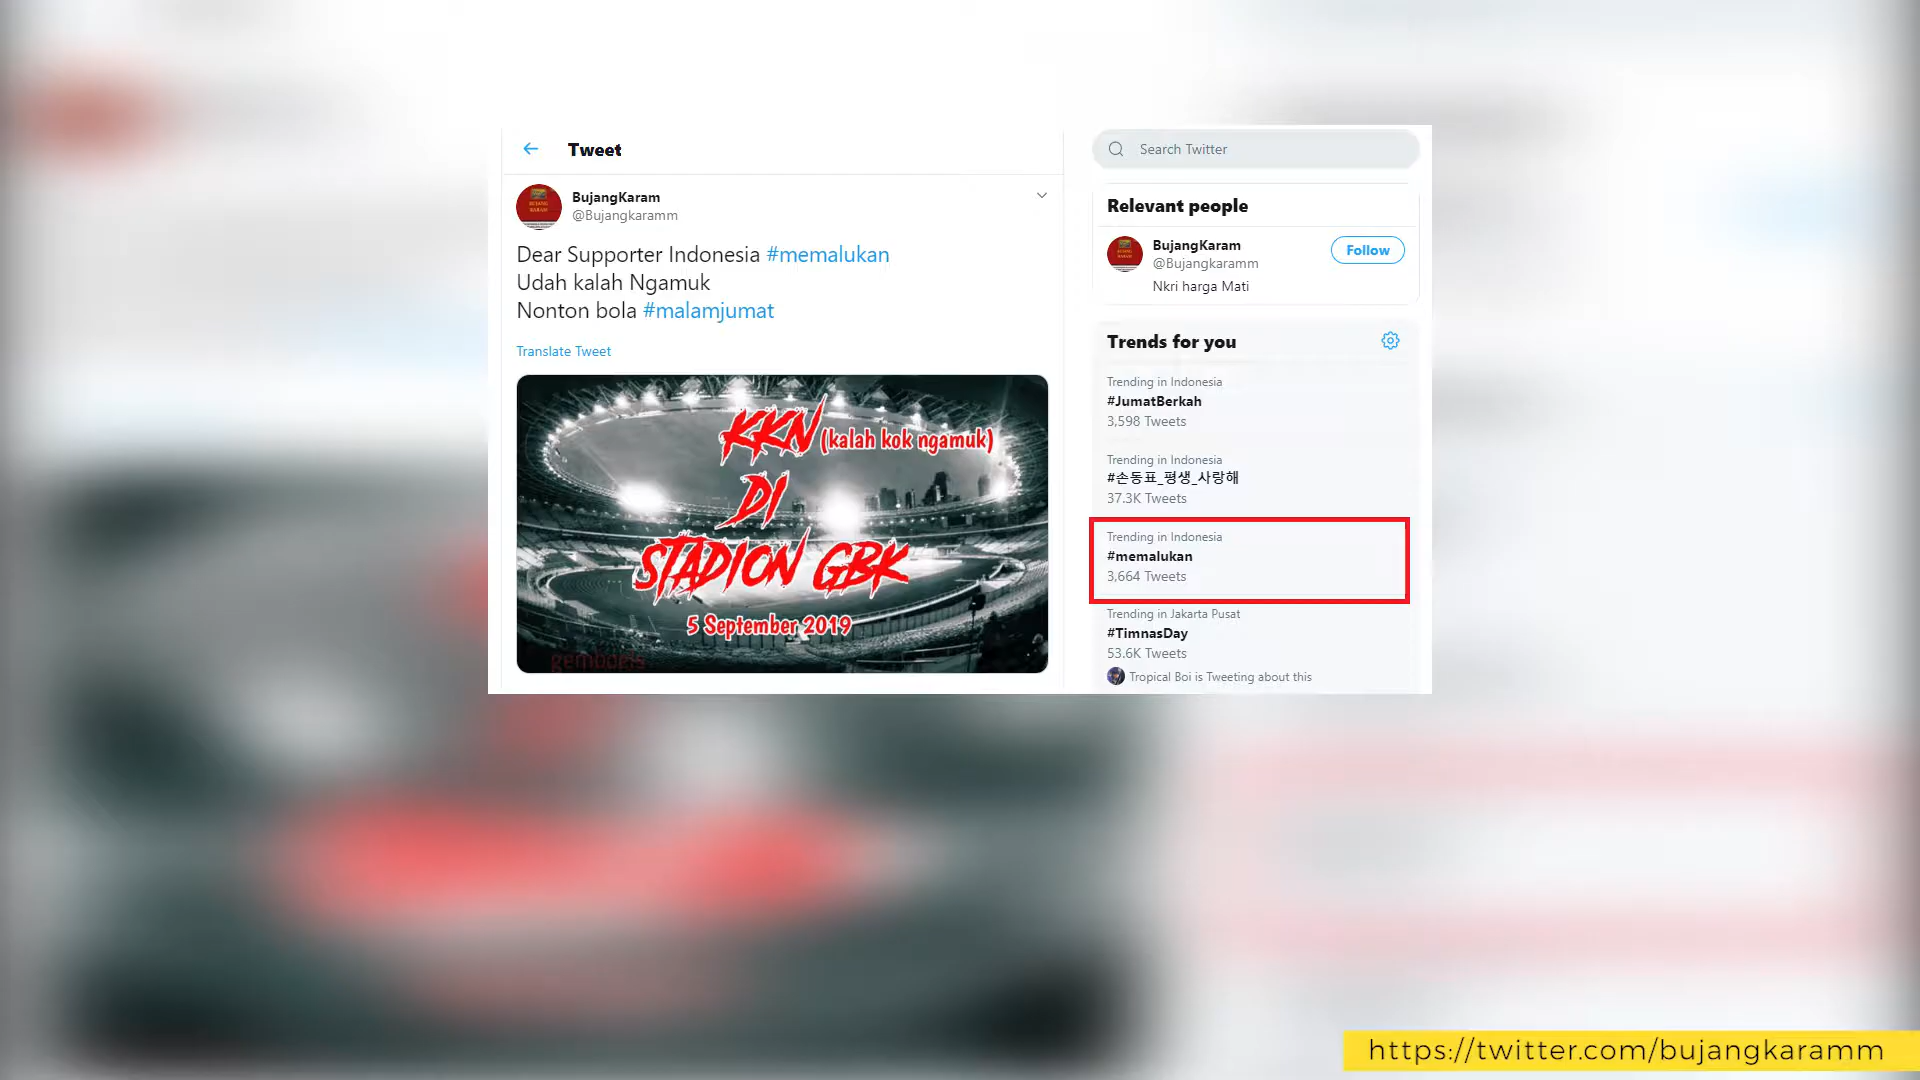 Tweet
BujangKaram
@Bujangkaramm
Dear Supporter Indonesia #memalukan
Udah kalah Ngamuk
Nonton bola #malamjumat
Translate Tweet
KKN (kalah kok ngamuk)
DI
STADION GBK
5 September 2019
gemboels
Search Twitter
Relevant people
BujangKaram
@Bujangkaramm
Follow
Nkri harga Mati
Trends for you
Trending in Indonesia
#JumatBerkah
3,598 Tweets
Trending in Indonesia
#손동표_평생_사랑해
37.3K Tweets
Trending in Indonesia
#memalukan
3,664 Tweets
Trending in Jakarta Pusat
#TimnasDay
53.6K Tweets
Tropical Boi is Tweeting about this
https://twitter.com/bujangkaramm